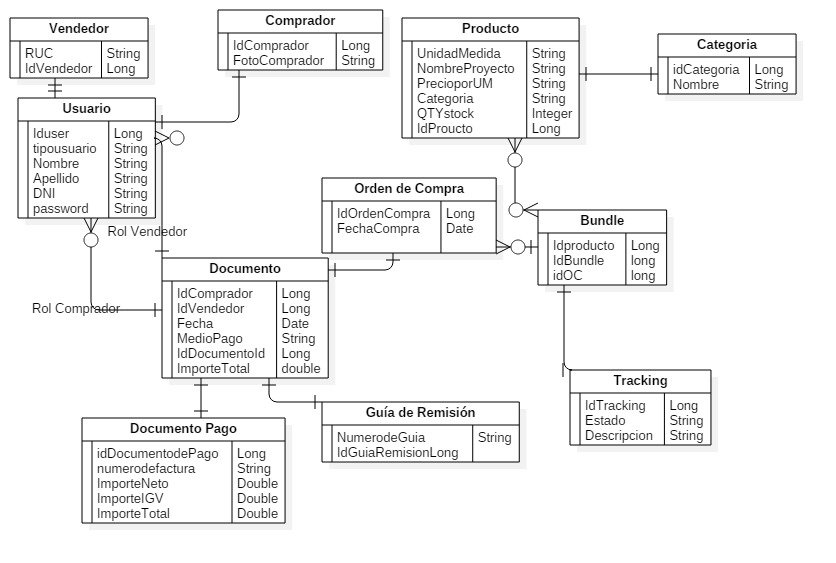 Vendedor
RUC String
IdVendedor Long
Comprador
IdComprador Long
FotoComprador String
Producto
UnidadMedida String
NombreProyecto String
PrecioporUM String
Categoria String
QTYstock Integer
IdProucto Long
Categoria
idCategoria Long
Nombre String
Usuario
Iduser Long
tipousuario String
Nombre String
Apellido String
DNI String
password String
Rol Vendedor
Rol Comprador
Orden de Compra
IdOrdenCompra Long
FechaCompra Date
Bundle
Idproducto Long
IdBundle long
idOC long
Documento
IdComprador Long
IdVendedor Long
Fecha Date
MedioPago String
IdDocumentoId Long
ImporteTotal double
Tracking
IdTracking Long
Estado String
Descripcion String
Documento Pago
idDocumentodePago Long
numerodefactura String
ImporteNeto Double
ImporteIGV Double
ImporteTotal Double
Guía de Remisión
NumerodeGuia String
IdGuiaRemisionLong